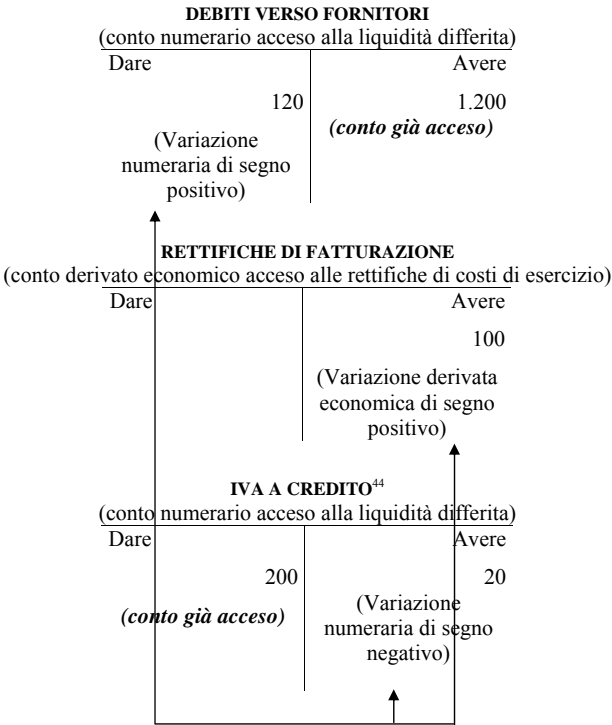 DEBITI VERSO FORNITORI
(conto numerario acceso alla liquidità differita)
Dare Avere
120 1.200
(conto già acceso)
(Variazione
numeraria di segno
positivo)
RETTIFICHE DI FATTURAZIONE
(conto derivato economico acceso alle rettifiche di costi di esercizio)
Dare Avere
100
(Variazione derivata
economica di segno
positivo)
IVA A CREDITO44
(conto numerario acceso alla liquidità differita)
Dare Avere
200 20
(conto già acceso)
(Variazione
numeraria di segno
negativo)